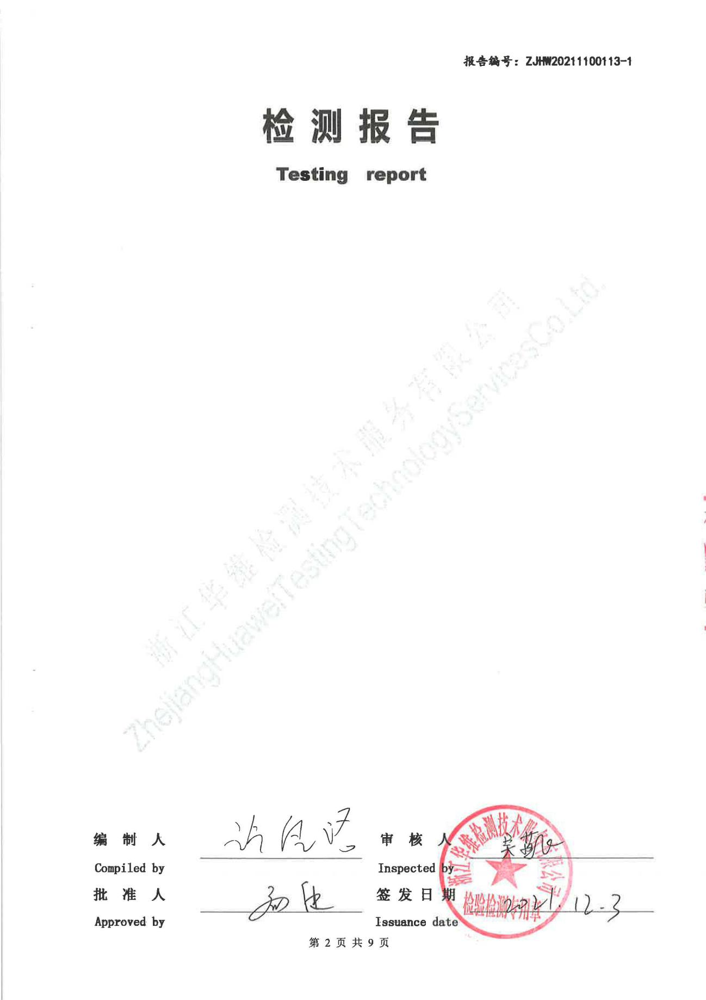 报告编号：ZJHW20211100113-1
检测报告
Testing report
浙江华维检测技术服务有限公司
ZhejiangHuaweiTestingTechnologyServicesCo.Ltd.
编制人
审核人
Compiled by
Inspected by
批准人
签发日期 2021.12.3
Approved by
Issuance date
浙江华维检测技术服务有限公司
检验检测专用章
第 2 页 共 9 页